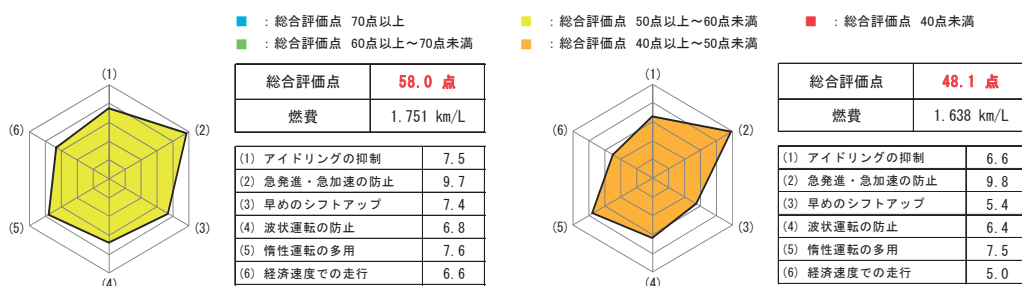 ■ ：総合評価点 70点以上
■ ：総合評価点 60点以上～70点未満
■ ：総合評価点 50点以上～60点未満
■ ：総合評価点 40点以上～50点未満
■ ：総合評価点 40点未満
(1)
(2)
(3)
(4)
(5)
(6)
総合評価点 58.0 点
燃費 1.751 km/L
(1) アイドリングの抑制 7.5
(2) 急発進・急加速の防止 9.7
(3) 早めのシフトアップ 7.4
(4) 波状運転の防止 6.8
(5) 惰性運転の多用 7.6
(6) 経済速度での走行 6.6
(1)
(2)
(3)
(4)
(5)
(6)
総合評価点 48.1 点
燃費 1.638 km/L
(1) アイドリングの抑制 6.6
(2) 急発進・急加速の防止 9.8
(3) 早めのシフトアップ 5.4
(4) 波状運転の防止 6.4
(5) 惰性運転の多用 7.5
(6) 経済速度での走行 5.0